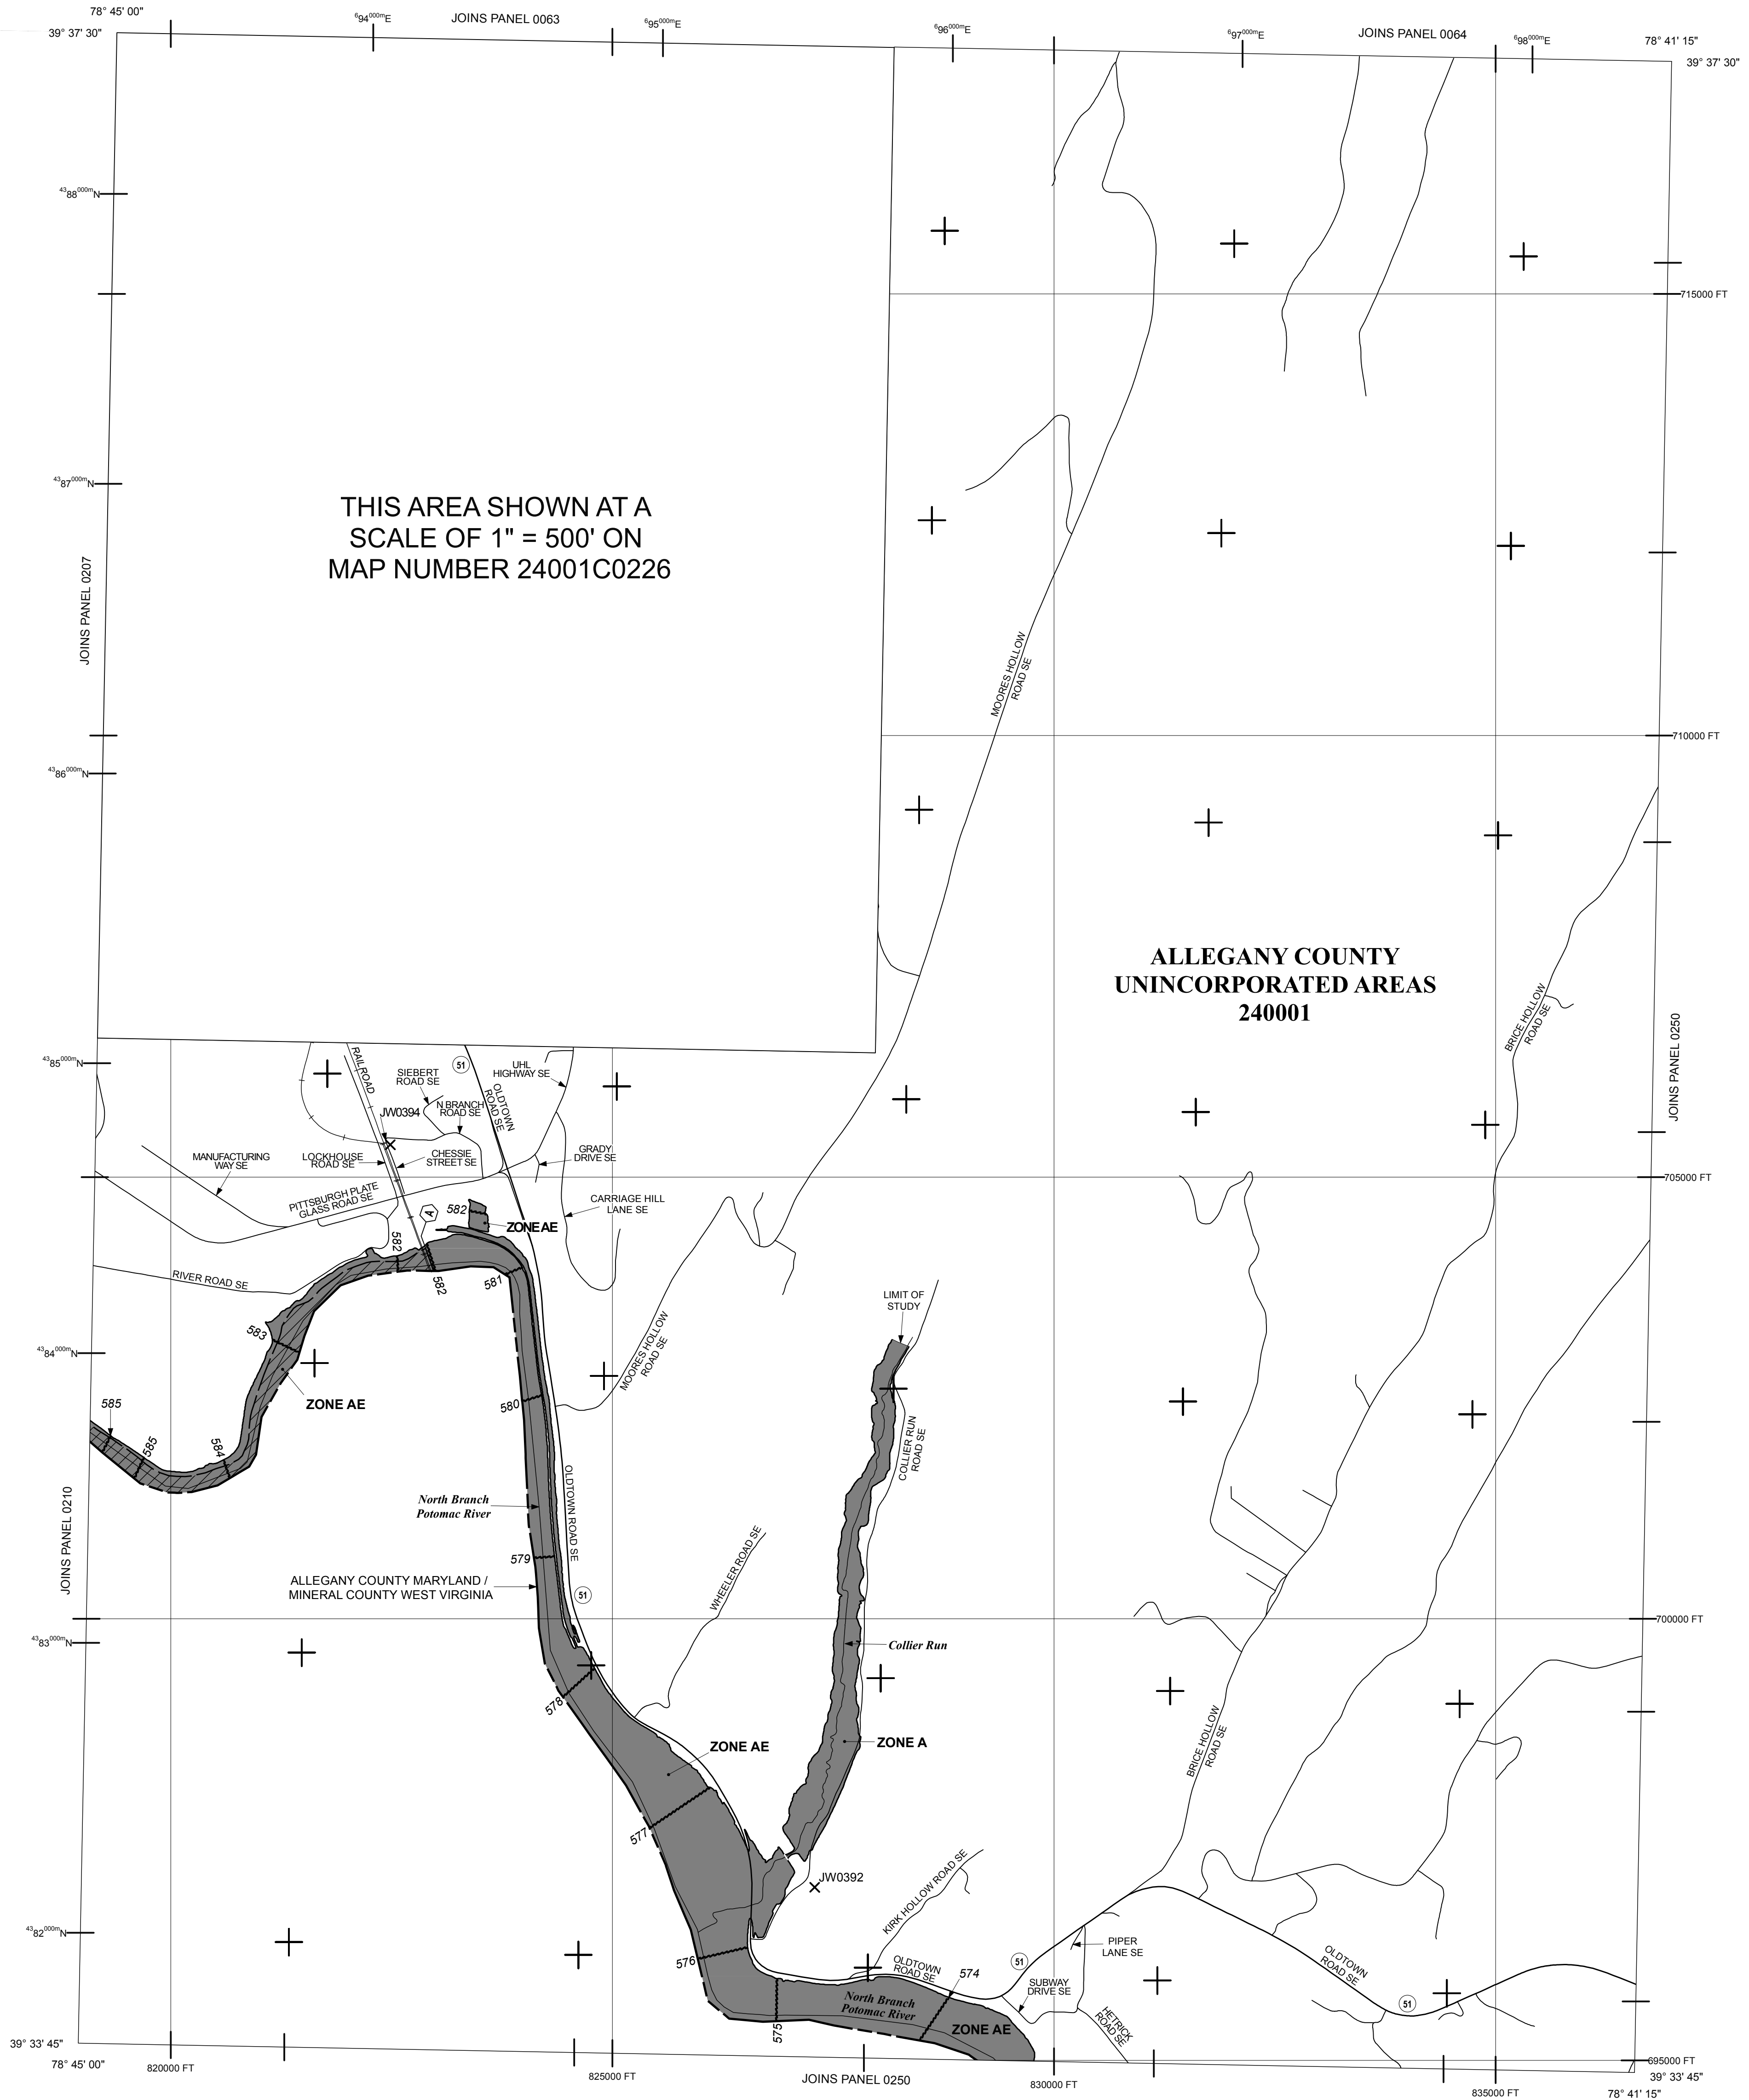 78° 45' 00"
39° 37' 30"
694000mE
JOINS PANEL 0063
695000mE
696000mE
697000mE
JOINS PANEL 0064
698000mE
78° 41' 15"
39° 37' 30"
4388000mN
715000 FT
4387000mN
THIS AREA SHOWN AT A
SCALE OF 1" = 500' ON
MAP NUMBER 24001C0226
JOINS PANEL 0207
MOORES HOLLOW
ROAD SE
710000 FT
4386000mN
ALLEGANY COUNTY
UNINCORPORATED AREAS
240001
BRICE HOLLOW
ROAD SE
JOINS PANEL 0250
4385000mN
RAILROAD
SIEBERT
ROAD SE
51
UHL
HIGHWAY SE
OLDTOWN
ROAD SE
JW0394
N BRANCH
ROAD SE
MANUFACTURING
WAY SE
LOCKHOUSE
ROAD SE
CHESSIE
STREET SE
GRADY
DRIVE SE
705000 FT
PITTSBURGH PLATE
GLASS ROAD SE
CARRIAGE HILL
LANE SE
A
582
ZONE AE
582
582
581
RIVER ROAD SE
LIMIT OF
STUDY
583
MOORES HOLLOW
ROAD SE
4384000mN
ZONE AE
585
585
584
580
COLLIER RUN
ROAD SE
North Branch
Potomac River
OLDTOWN ROAD SE
JOINS PANEL 0210
579
WHEELER ROAD SE
ALLEGANY COUNTY MARYLAND /
MINERAL COUNTY WEST VIRGINIA
51
700000 FT
4383000mN
Collier Run
578
ZONE AE
ZONE A
BRICE HOLLOW
ROAD SE
577
JW0392
KIRK HOLLOW ROAD SE
4382000mN
576
PIPER
LANE SE
51
OLDTOWN
ROAD SE
574
OLDTOWN
ROAD SE
SUBWAY
DRIVE SE
North Branch
Potomac River
51
HETRICK
ROAD SE
575
ZONE AE
39° 33' 45"
78° 45' 00"
820000 FT
825000 FT
JOINS PANEL 0250
830000 FT
835000 FT
695000 FT
39° 33' 45"
78° 41' 15"